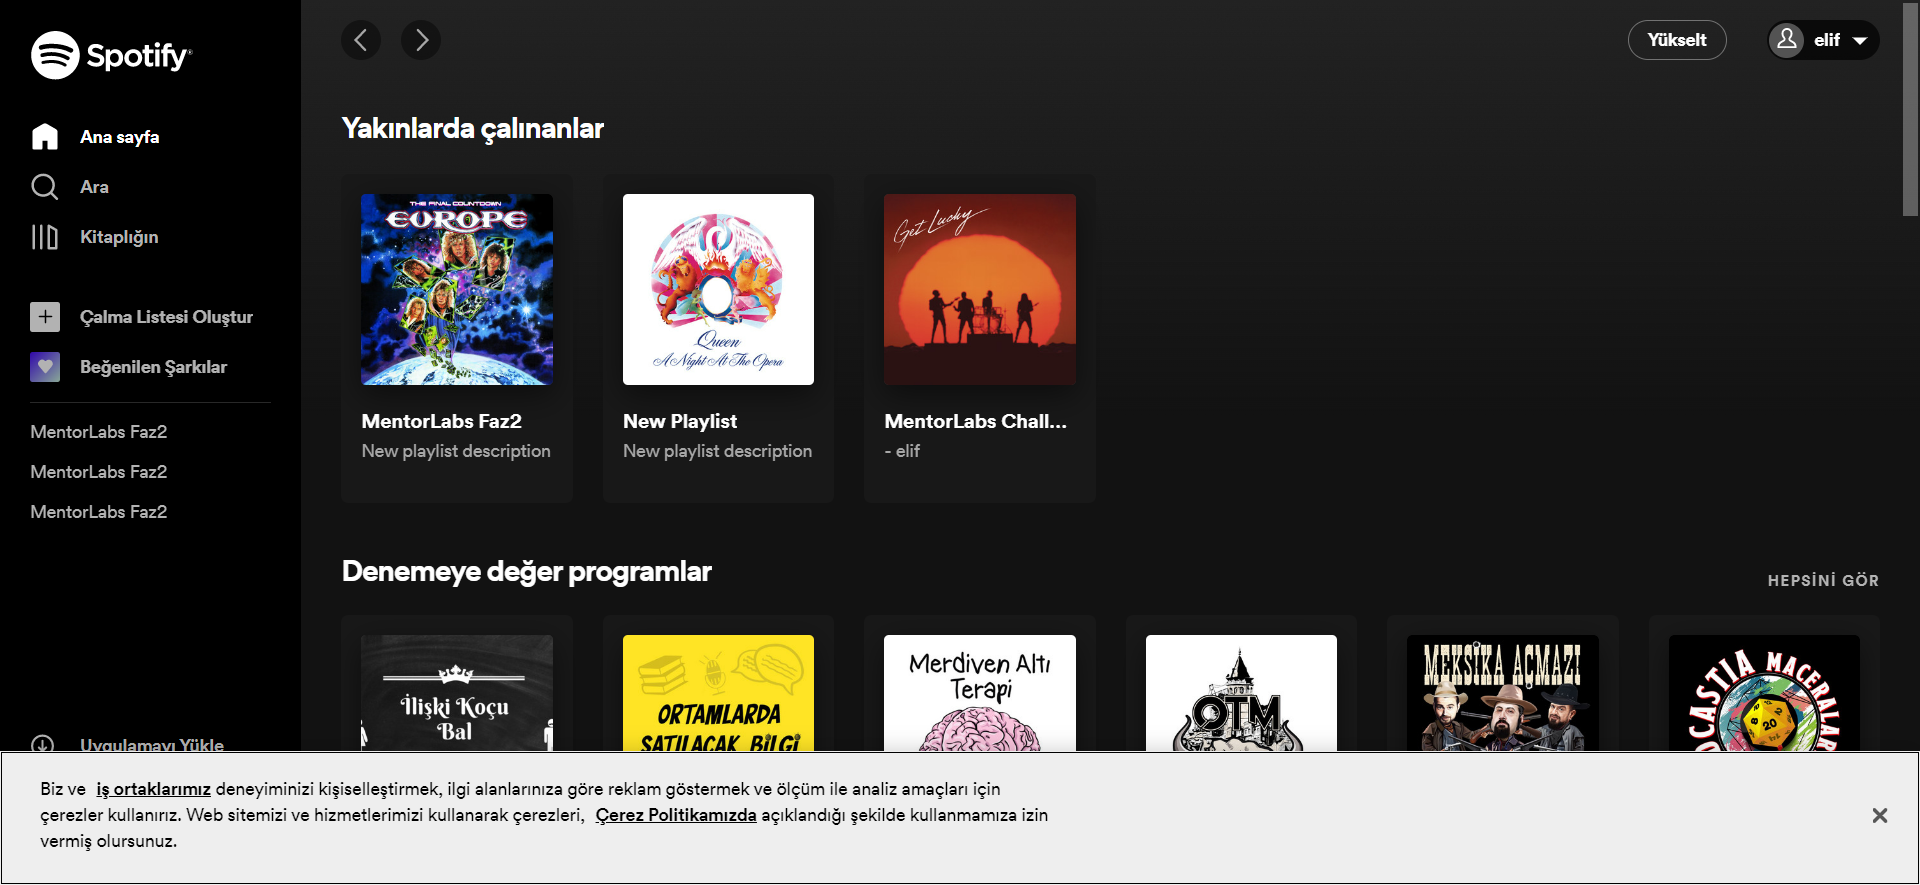 Spotify
Ana sayfa
Ara
Kitaplığın
Çalma Listesi Oluştur
Beğenilen Şarkılar
MentorLabs Faz2
MentorLabs Faz2
MentorLabs Faz2
Uygulamayı Yükle
Yükselt
elif
Yakınlarda çalınanlar
THE FINAL COUNTDOWN
EUROPE
MentorLabs Faz2
New playlist description
Queen
A Night At The Opera
New Playlist
New playlist description
Get Lucky
MentorLabs Chall...
- elif
Denemeye değer programlar
HEPSİNİ GÖR
İlişki Koçu
Bal
ORTAMLARDA
SATILACAK BİLGİ
Merdiven Altı
Terapi
OTM
MEKSİKA AÇMAZI
OCASTIA MACERALAR
20
Biz ve iş ortaklarımız deneyiminizi kişiselleştirmek, ilgi alanlarınıza göre reklam göstermek ve ölçüm ile analiz amaçları için
çerezler kullanırız. Web sitemizi ve hizmetlerimizi kullanarak çerezleri, Çerez Politikamızda açıklandığı şekilde kullanmamıza izin
vermiş olursunuz.